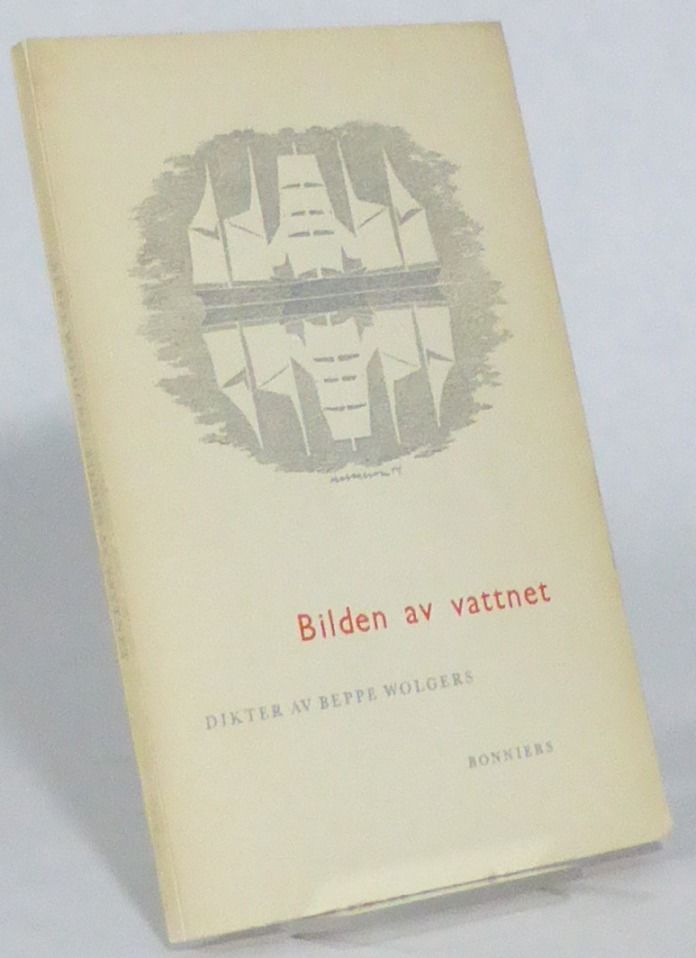 Bilden av vattnet
DIKTER AV BEPPE WOLGERS
BONNIERS